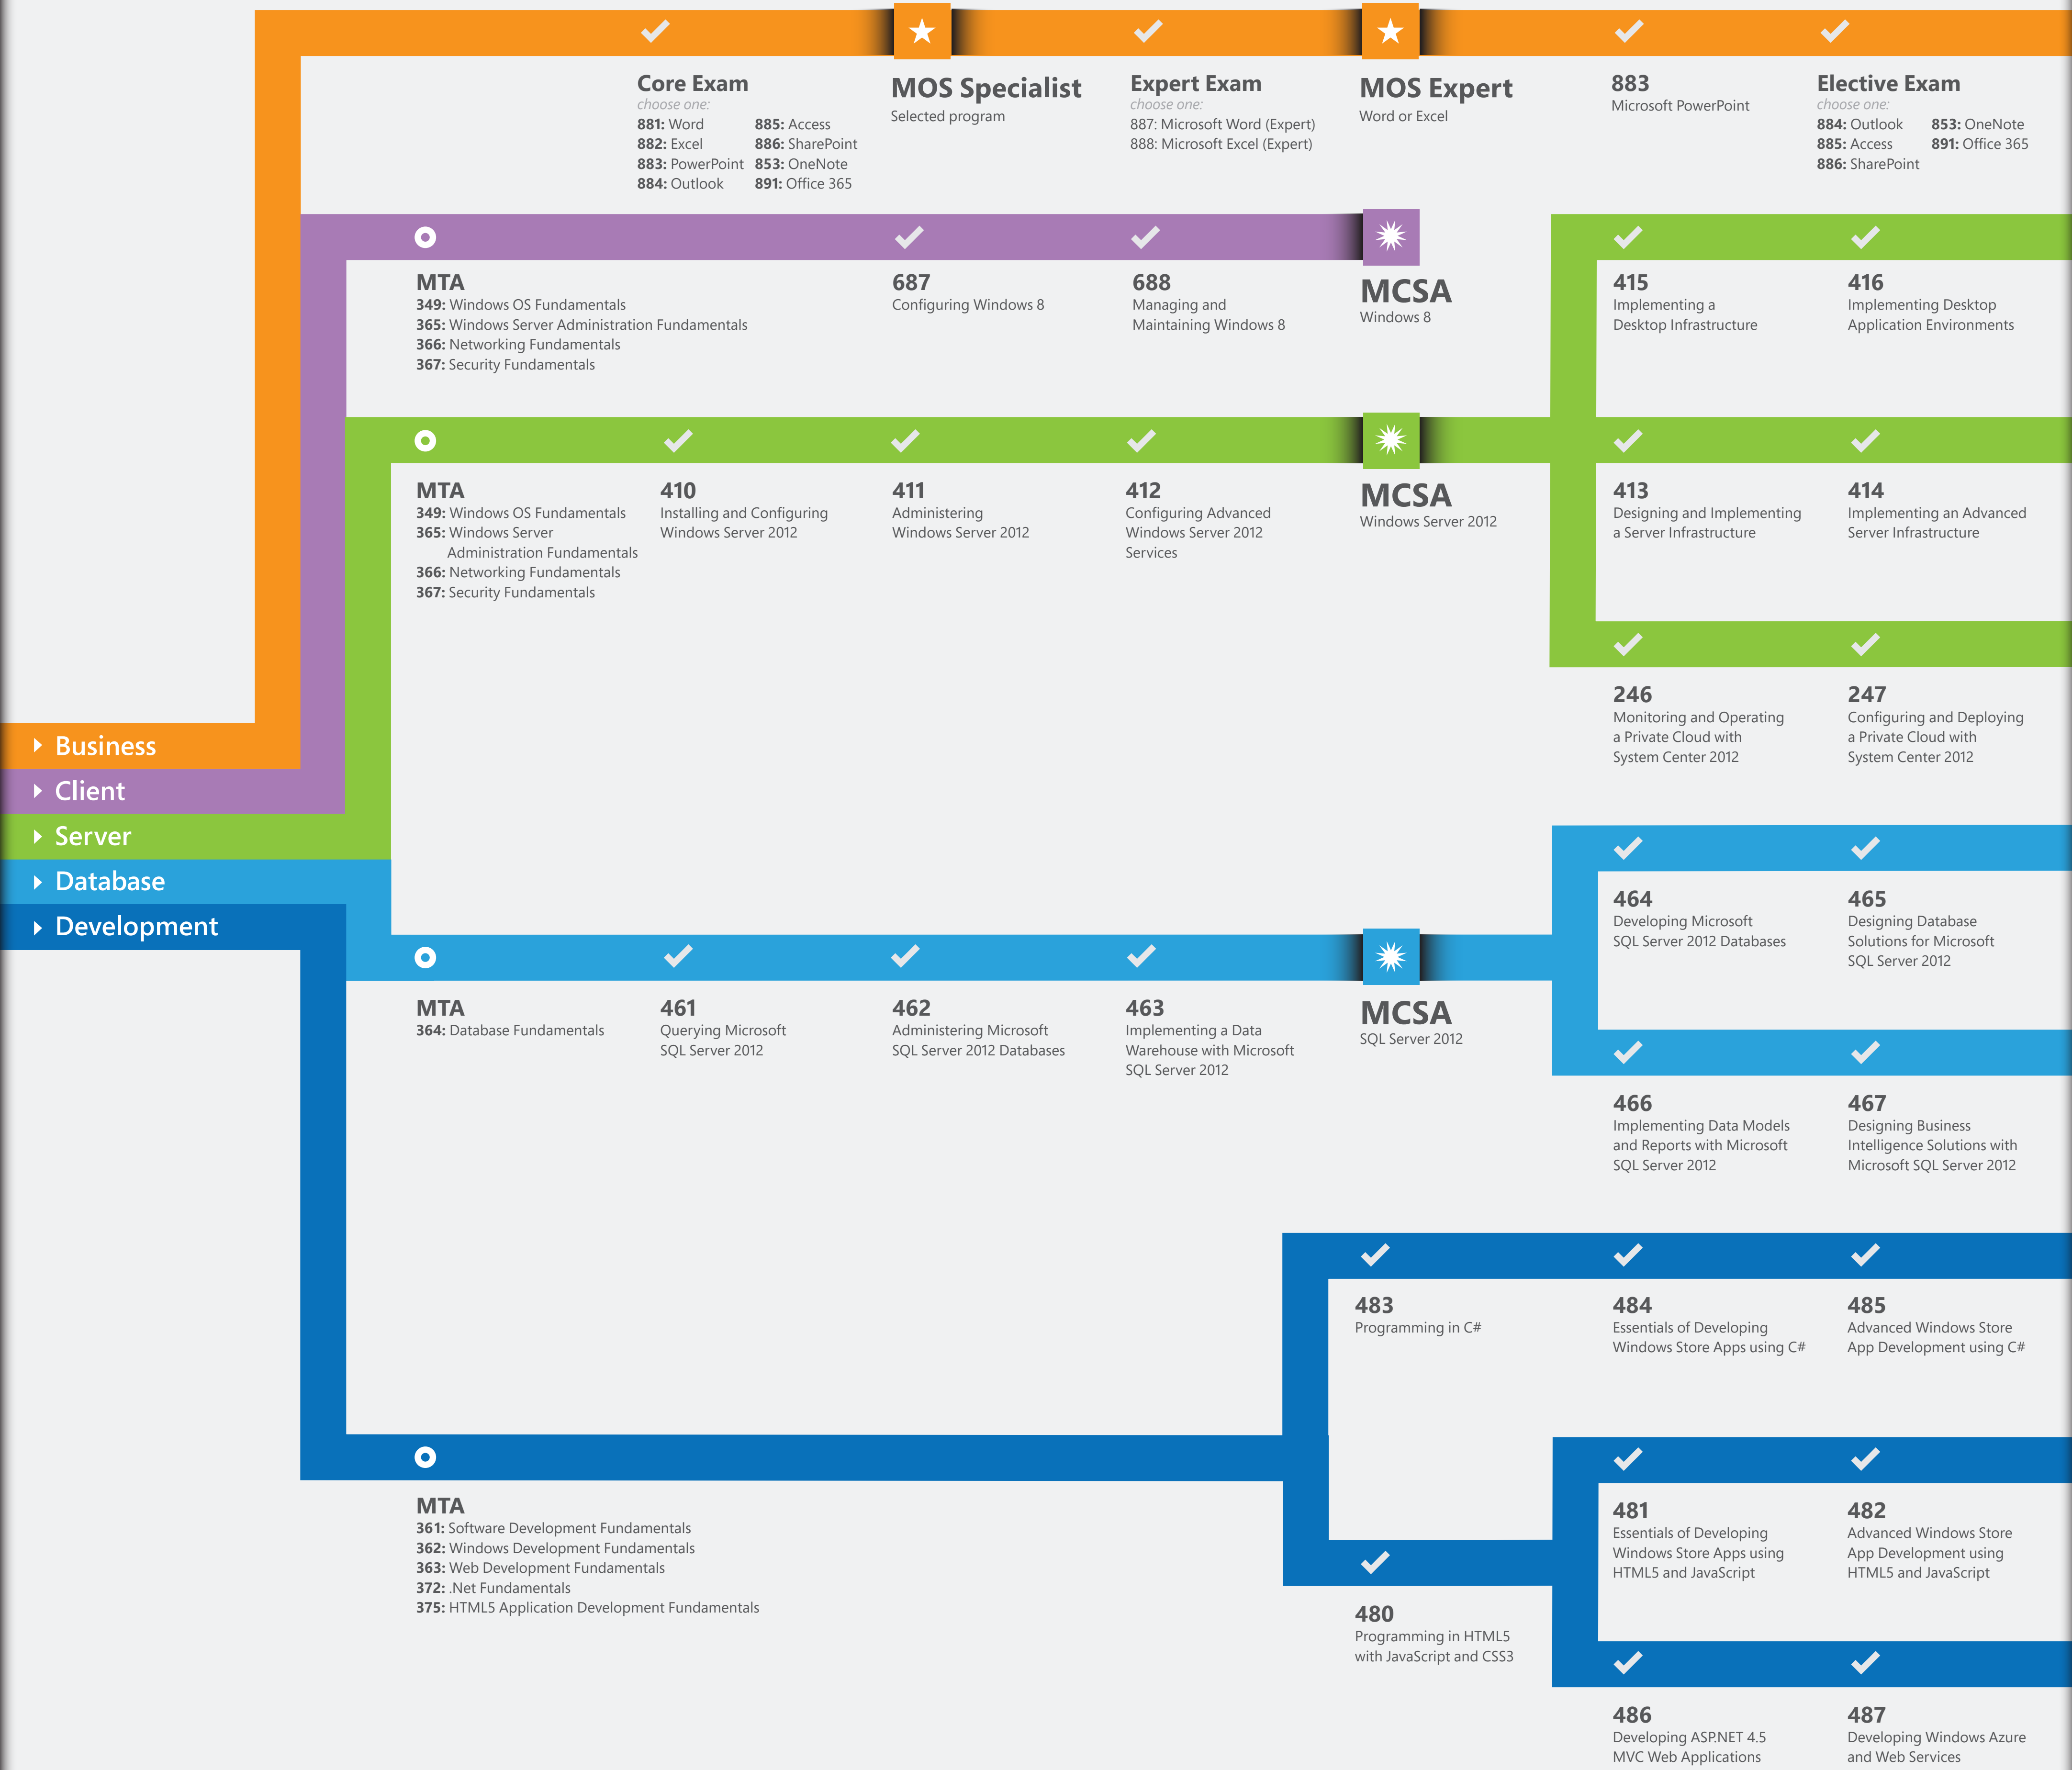 Core Exam
choose one:
881: Word
882: Excel
883: PowerPoint
884: Outlook
885: Access
886: SharePoint
853: OneNote
891: Office 365
MOS Specialist
Selected program
Expert Exam
choose one:
887: Microsoft Word (Expert)
888: Microsoft Excel (Expert)
MOS Expert
Word or Excel
883
Microsoft PowerPoint
Elective Exam
choose one:
884: Outlook
885: Access
886: SharePoint
853: OneNote
891: Office 365
MTA
349: Windows OS Fundamentals
365: Windows Server Administration Fundamentals
366: Networking Fundamentals
367: Security Fundamentals
687
Configuring Windows 8
688
Managing and
Maintaining Windows 8
MCSA
Windows 8
415
Implementing a
Desktop Infrastructure
416
Implementing Desktop
Application Environments
MTA
349: Windows OS Fundamentals
365: Windows Server
Administration Fundamentals
366: Networking Fundamentals
367: Security Fundamentals
410
Installing and Configuring
Windows Server 2012
411
Administering
Windows Server 2012
412
Configuring Advanced
Windows Server 2012
Services
MCSA
Windows Server 2012
413
Designing and Implementing
a Server Infrastructure
414
Implementing an Advanced
Server Infrastructure
246
Monitoring and Operating
a Private Cloud with
System Center 2012
247
Configuring and Deploying
a Private Cloud with
System Center 2012
Business
Client
Server
Database
Development
464
Developing Microsoft
SQL Server 2012 Databases
465
Designing Database
Solutions for Microsoft
SQL Server 2012
MTA
364: Database Fundamentals
461
Querying Microsoft
SQL Server 2012
462
Administering Microsoft
SQL Server 2012 Databases
463
Implementing a Data
Warehouse with Microsoft
SQL Server 2012
MCSA
SQL Server 2012
466
Implementing Data Models
and Reports with Microsoft
SQL Server 2012
467
Designing Business
Intelligence Solutions with
Microsoft SQL Server 2012
483
Programming in C#
484
Essentials of Developing
Windows Store Apps using C#
485
Advanced Windows Store
App Development using C#
MTA
361: Software Development Fundamentals
362: Windows Development Fundamentals
363: Web Development Fundamentals
372: .Net Fundamentals
375: HTML5 Application Development Fundamentals
481
Essentials of Developing
Windows Store Apps using
HTML5 and JavaScript
482
Advanced Windows Store
App Development using
HTML5 and JavaScript
480
Programming in HTML5
with JavaScript and CSS3
486
Developing ASP.NET 4.5
MVC Web Applications
487
Developing Windows Azure
and Web Services